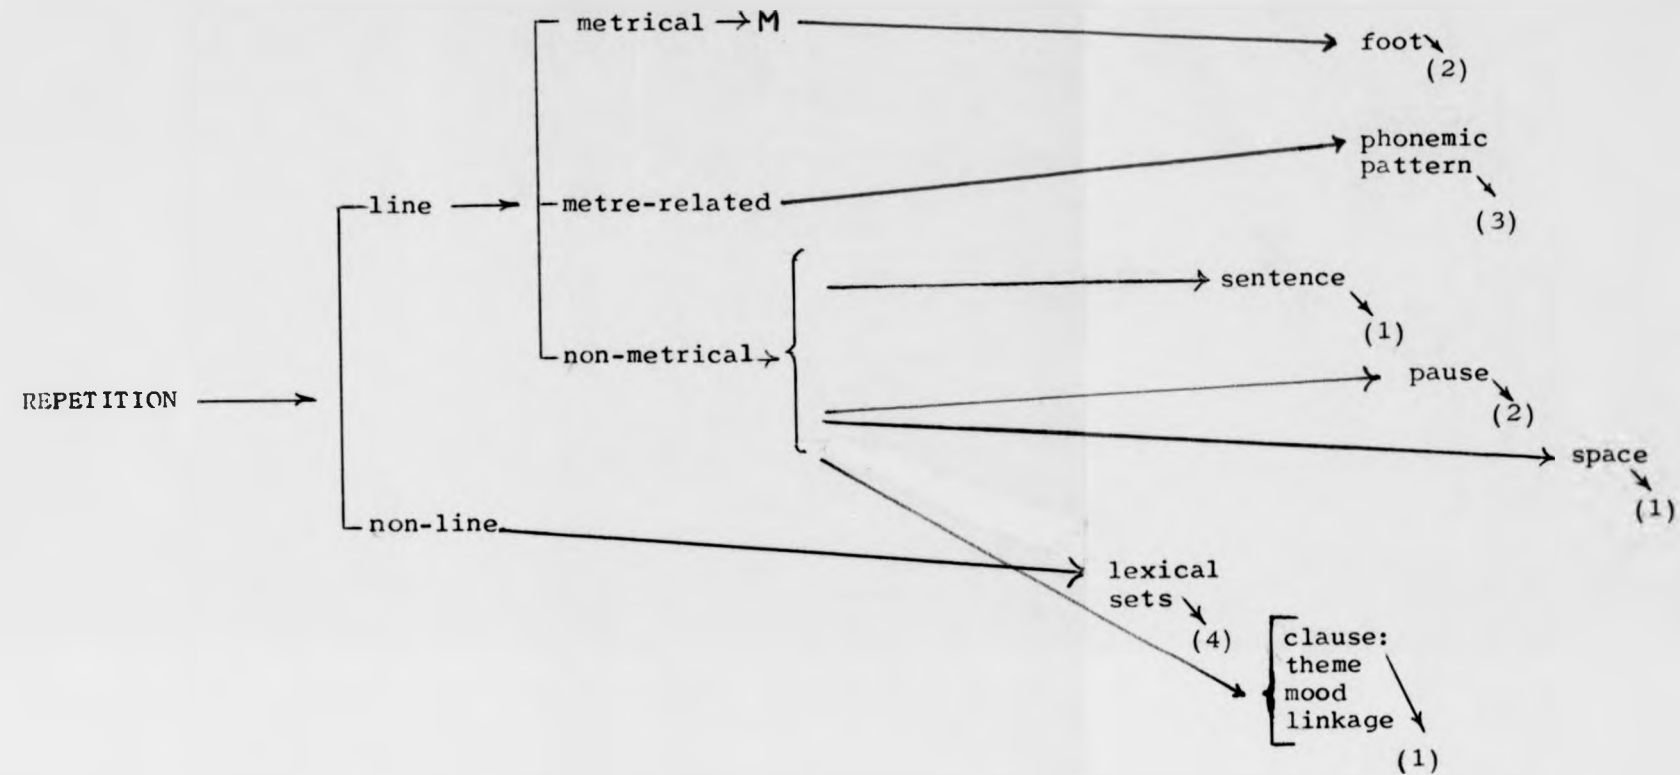 metrical → M
foot
(2)
phonemic
pattern
(3)
line
metre-related
sentence
(1)
non-metrical
pause
(2)
REPETITION
space
(1)
non-line
lexical
sets
(4)
clause:
theme
mood
linkage
(1)